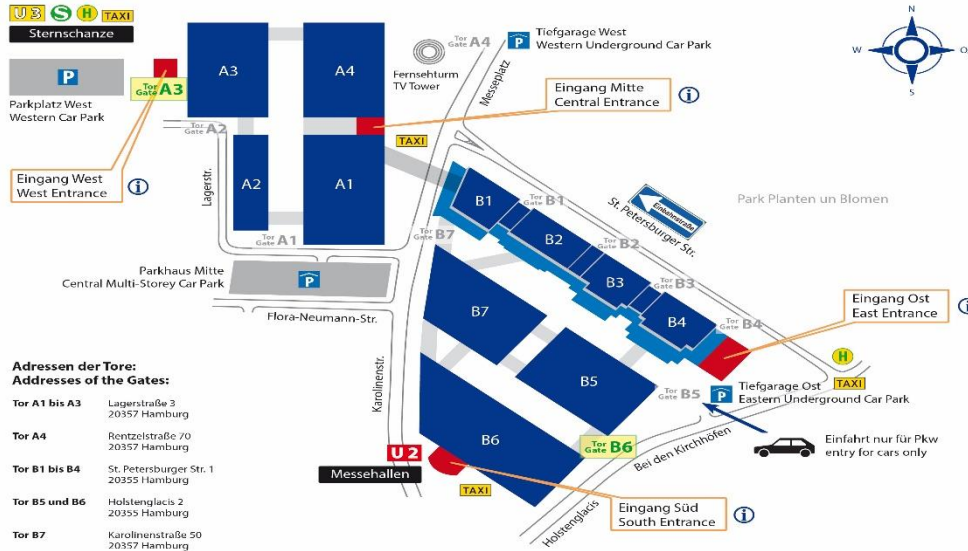 U3 S H TAXI
Sternschanze
P
Parkplatz West
Western Car Park
Tor
Gate A3
Eingang West
West Entrance
i
A3
A4
A2
A1
Tor
Gate A2
Lagerstr.
Tor
Gate A1
Fernsehturm
TV Tower
Tor
Gate A4
Messeplatz
P
Tiefgarage West
Western Underground Car Park
Eingang Mitte
Central Entrance
i
TAXI
N
W
O
S
B1
B2
B3
B4
Tor
Gate B1
Tor
Gate B2
Tor
Gate B3
Tor
Gate B4
Einbahnstraße
St. Petersburger Str.
Park Planten un Blomen
Tor
Gate B7
Parkhaus Mitte
Central Multi-Storey Car Park
P
Flora-Neumann-Str.
Karolinenstr.
B7
B5
B6
Eingang Ost
East Entrance
i
H
TAXI
Tor
Gate B5
P
Tiefgarage Ost
Eastern Underground Car Park
Einfahrt nur für Pkw
entry for cars only
Tor
Gate B6
Bei den Kirchhöfen
Holstenglacis
U2
Messehallen
TAXI
Eingang Süd
South Entrance
i
Adressen der Tore:
Addresses of the Gates:
Tor A1 bis A3 Lagerstraße 3
20357 Hamburg
Tor A4 Rentzelstraße 70
20357 Hamburg
Tor B1 bis B4 St. Petersburger Str. 1
20355 Hamburg
Tor B5 und B6 Holstenglacis 2
20355 Hamburg
Tor B7 Karolinenstraße 50
20357 Hamburg